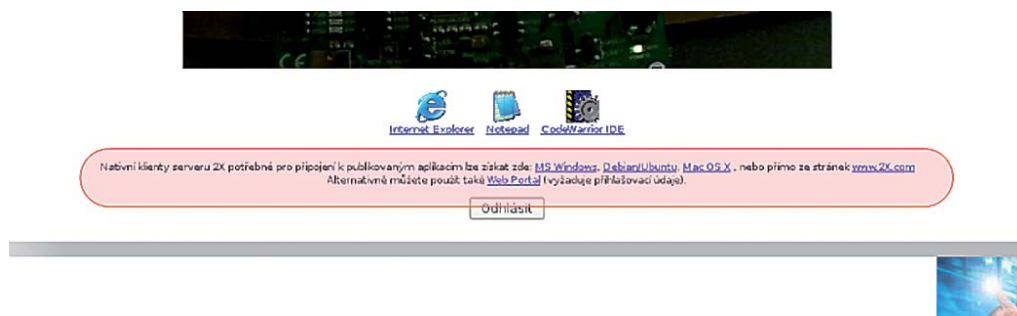 Internet Explorer Notepad CodeWarrior IDE
Nativní klienty serveru 2X potřebné pro připojení k publikovaným aplikacím lze získat zde: MS Windows, Debian/Ubuntu, Mac OS X , nebo přímo ze stránek www.2X.com
Alternativně můžete použít také Web Portal (vyžaduje přihlašovací údaje).
Odhlásit